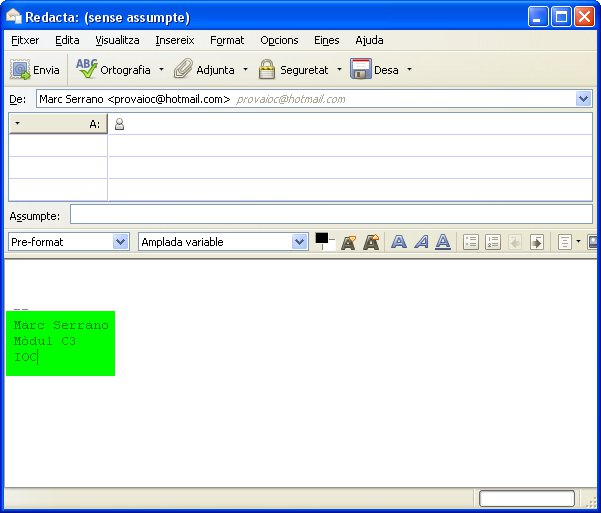 Redacta: (sense assumpte)
Fitxer Edita Visualitza Insereix Format Opcions Eines Ajuda
Envia ABC Ortografia Adjunta Seguretat Desa
De: Marc Serrano <provaioc@hotmail.com> provaioc@hotmail.com
A:
Assumpte:
Pre-format Amplada variable A A A A A
--
Marc Serrano
Mòdul C3
IOC